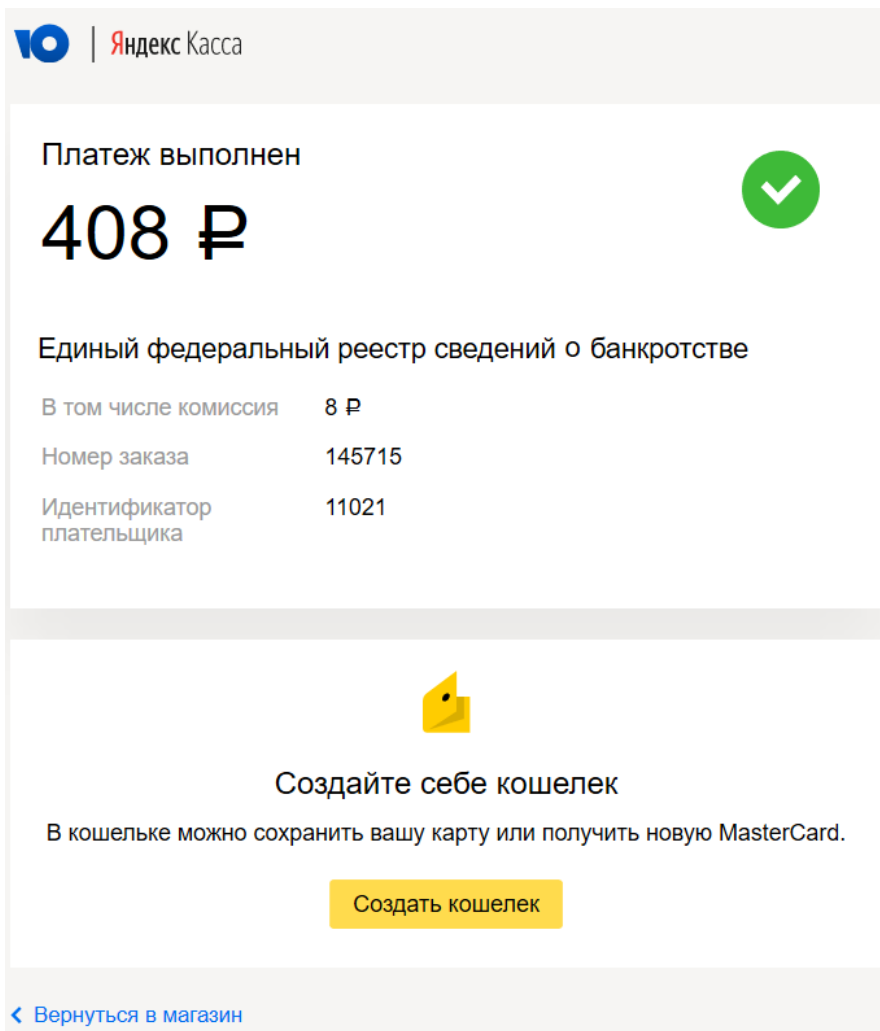 Ю | Яндекс Касса
Платеж выполнен
408 ₽
Единый федеральный реестр сведений о банкротстве
В том числе комиссия 8 ₽
Номер заказа 145715
Идентификатор плательщика 11021
Создайте себе кошелек
В кошельке можно сохранить вашу карту или получить новую MasterCard.
Создать кошелек
Вернуться в магазин